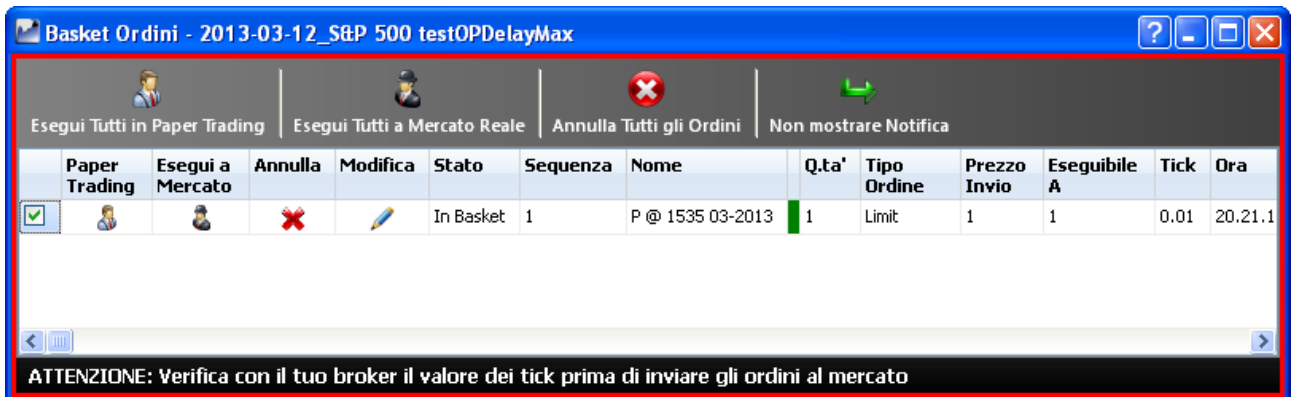 Basket Ordini - 2013-03-12_S&P 500 testOPDelayMax
Esegui Tutti in Paper Trading Esegui Tutti a Mercato Reale Annulla Tutti gli Ordini Non mostrare Notifica
Paper Trading Esegui a Mercato Annulla Modifica Stato Sequenza Nome Q.ta' Tipo Ordine Prezzo Invio Eseguibile A Tick Ora
In Basket 1 P @ 1535 03-2013 1 Limit 1 1 0.01 20.21.1
ATTENZIONE: Verifica con il tuo broker il valore dei tick prima di inviare gli ordini al mercato